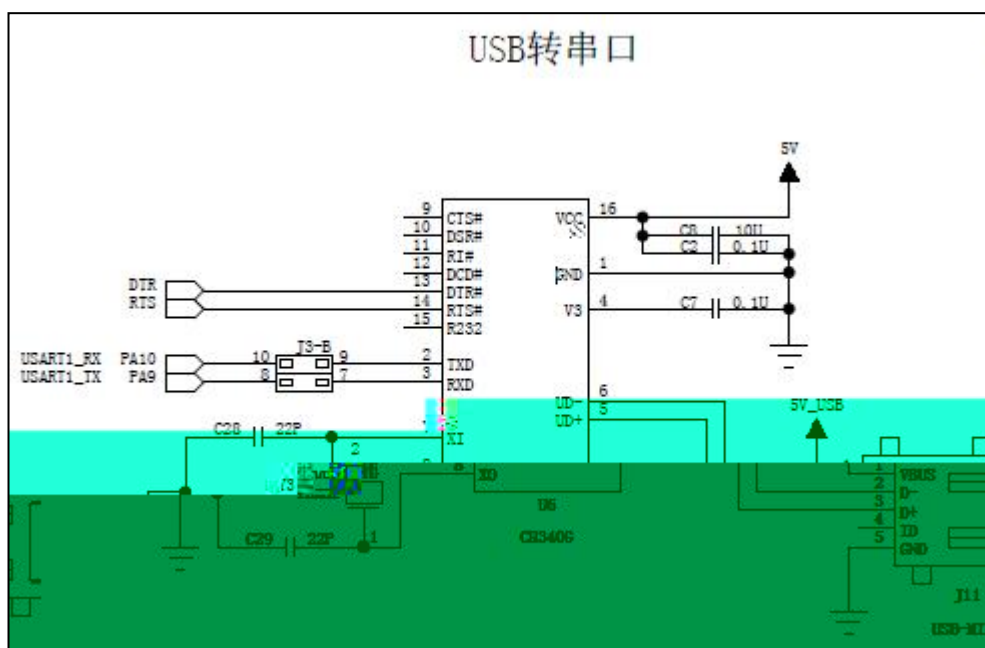 USB转串口
5V
9 CTS# VCC 16
10 DSR# C8 10U
11 RI# C2 0.1U
12 DCD# GND 1
DTR 13 DTR#
RTS 14 RTS# V3 4 C7 0.1U
15 R232
J3-B
USART1_RX PA10 10 9 2 TXD
USART1_TX PA9 8 7 3 RXD
UD- 6
UD+ 5 5V_USB
C28 22P XI
2
XO 1 VBUS
2 D-
U6 3 D+
C29 22P 1 CH340G 4 ID
5 GND
J11